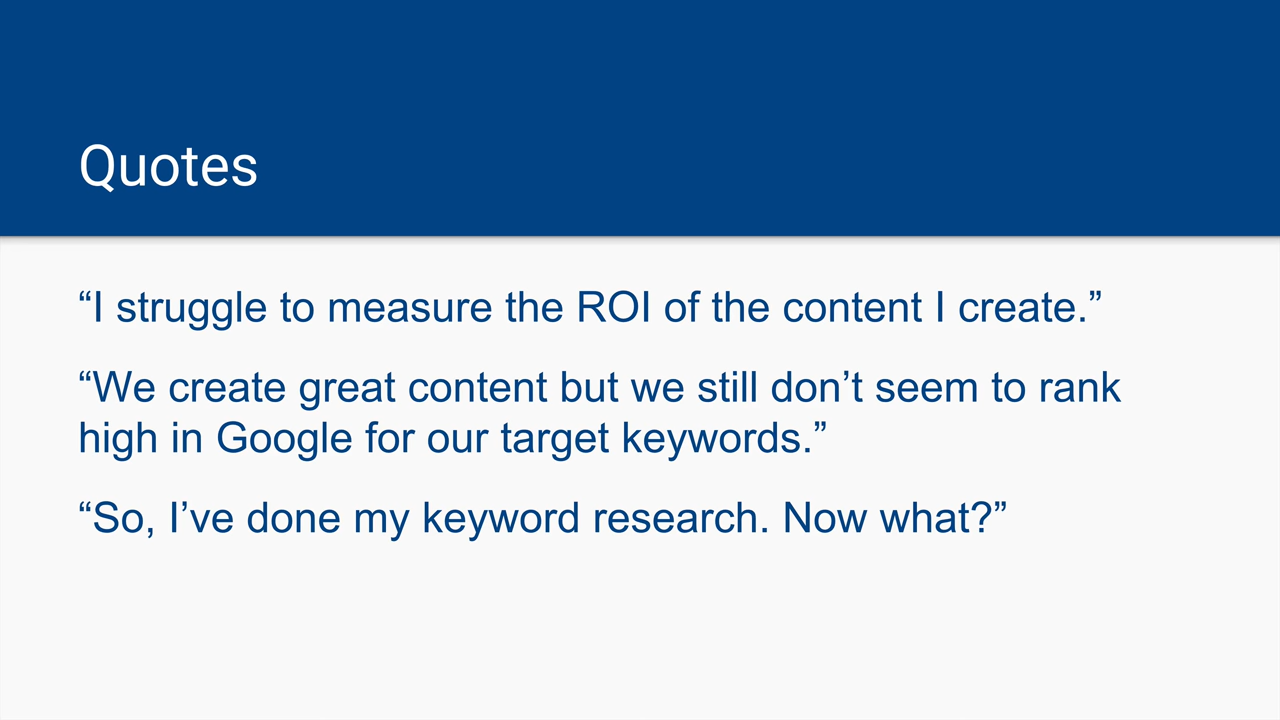 Quotes
“I struggle to measure the ROI of the content I create.”
“We create great content but we still don’t seem to rank
high in Google for our target keywords.”
“So, I’ve done my keyword research. Now what?”